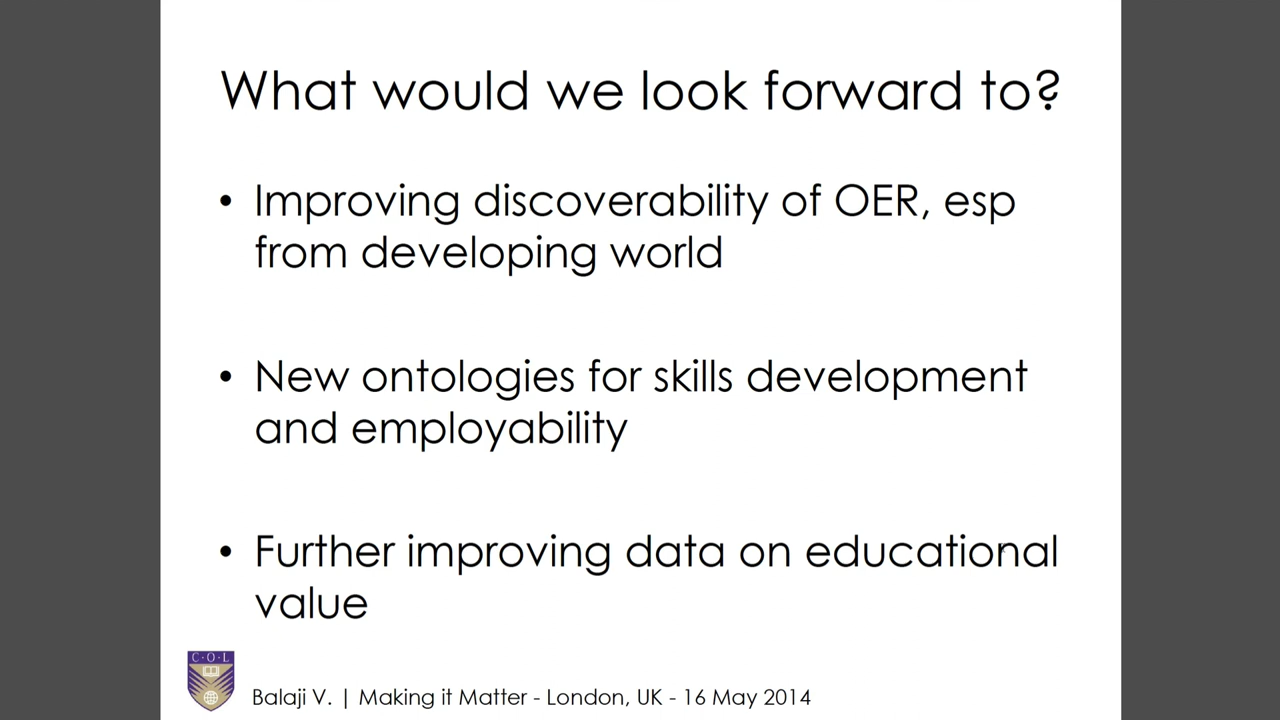 What would we look forward to?
• Improving discoverability of OER, esp
from developing world
• New ontologies for skills development
and employability
• Further improving data on educational
value
C·O·L
Balaji V. | Making it Matter - London, UK - 16 May 2014